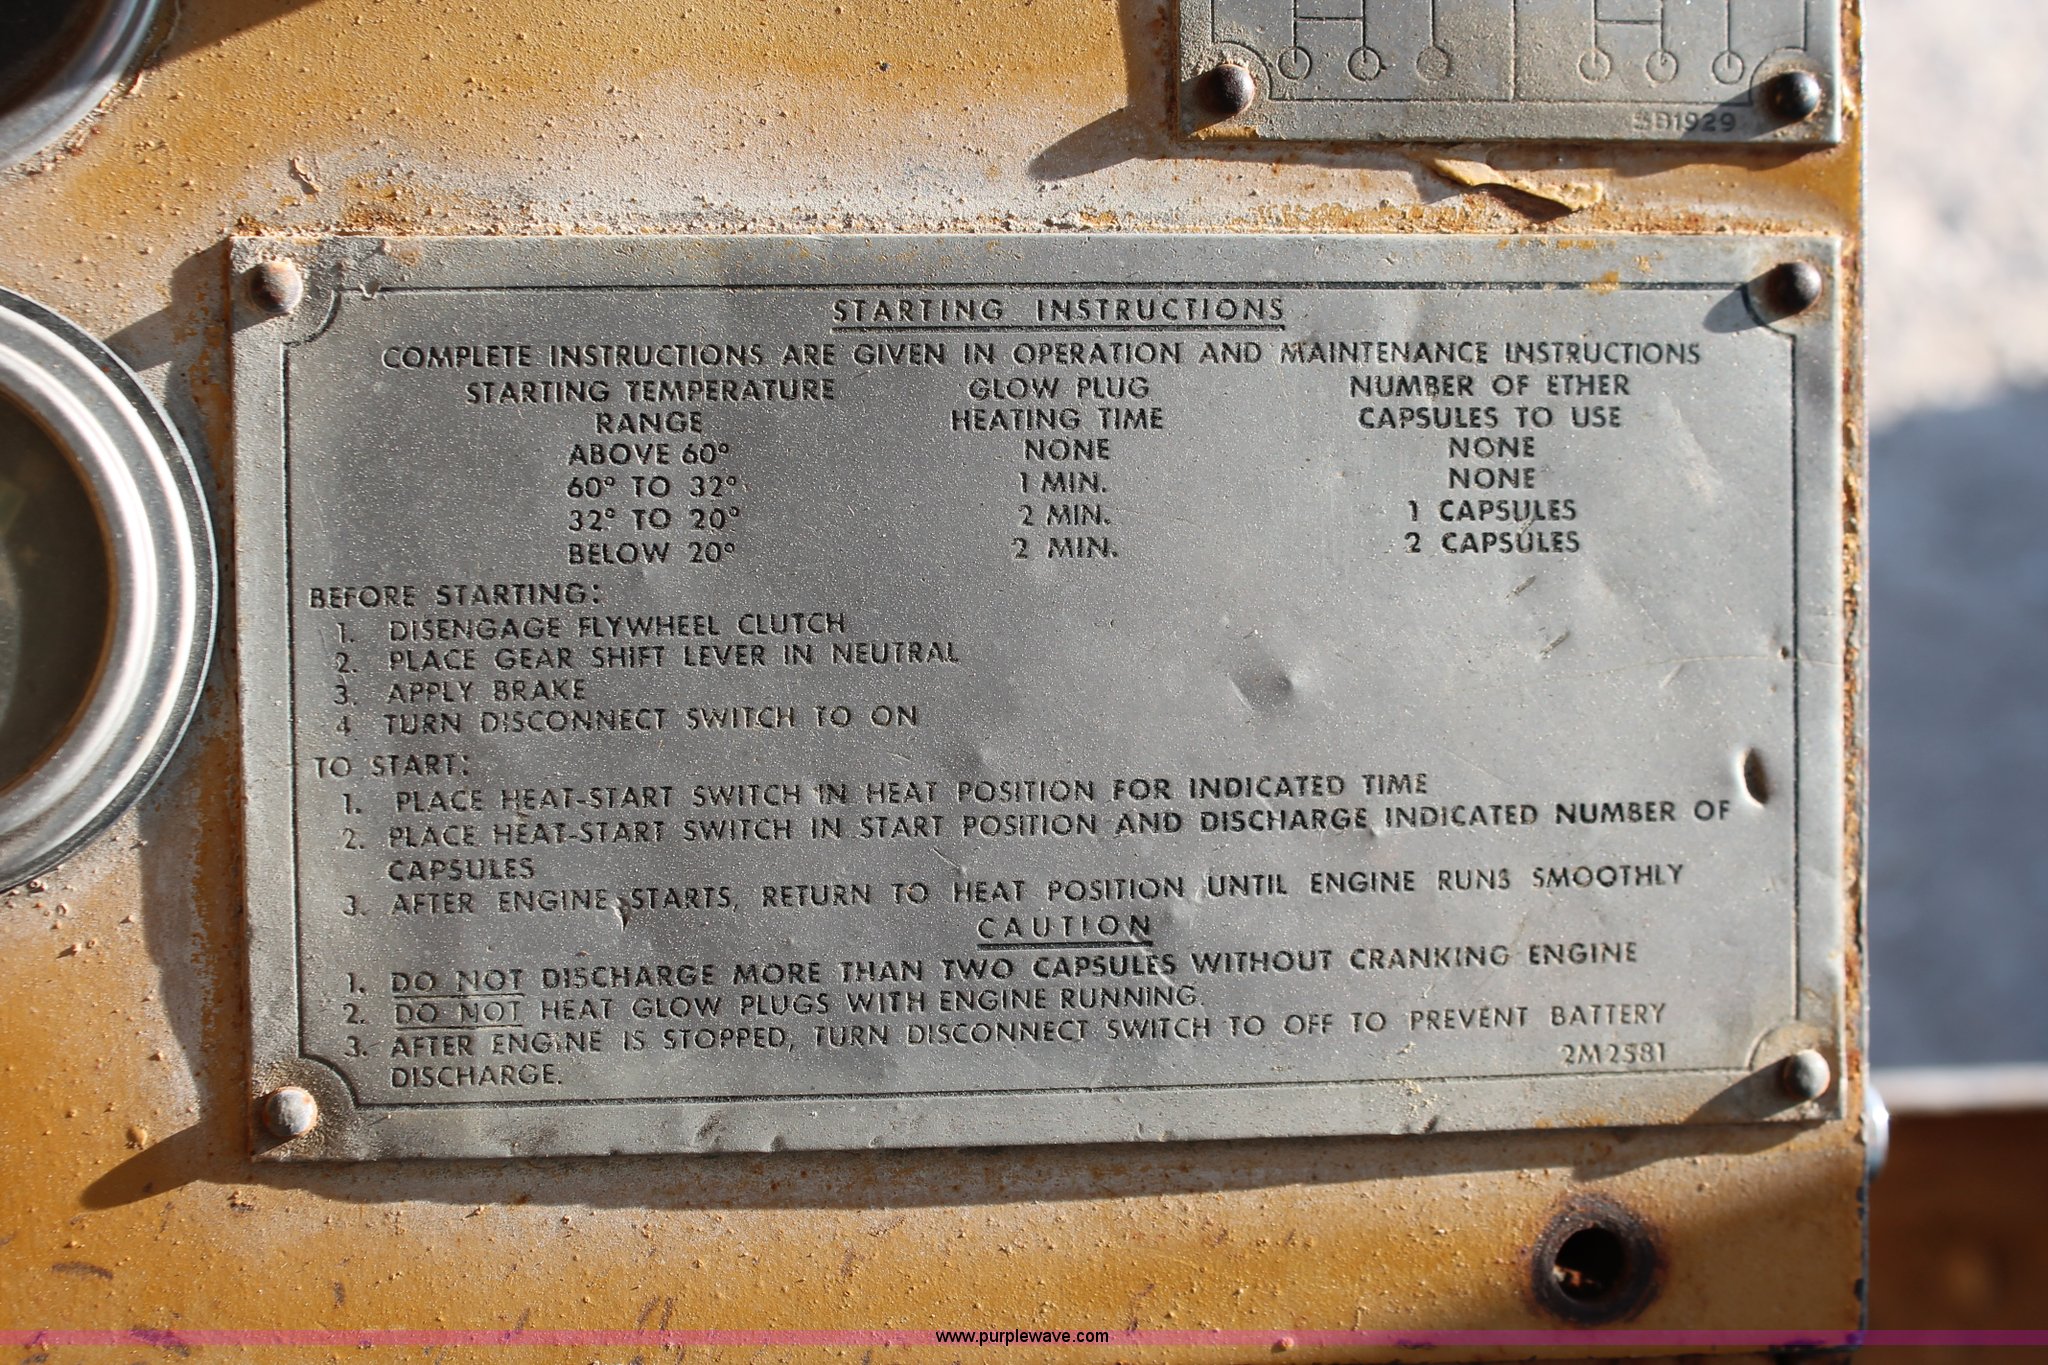 1929
STARTING INSTRUCTIONS
COMPLETE INSTRUCTIONS ARE GIVEN IN OPERATION AND MAINTENANCE INSTRUCTIONS
STARTING TEMPERATURE GLOW PLUG NUMBER OF ETHER
RANGE HEATING TIME CAPSULES TO USE
ABOVE 60° NONE NONE
60° TO 32° 1 MIN. NONE
32° TO 20° 2 MIN. 1 CAPSULES
BELOW 20° 2 MIN. 2 CAPSULES
BEFORE STARTING:
1. DISENGAGE FLYWHEEL CLUTCH
2. PLACE GEAR SHIFT LEVER IN NEUTRAL
3. APPLY BRAKE
4 TURN DISCONNECT SWITCH TO ON
TO START:
1. PLACE HEAT-START SWITCH IN HEAT POSITION FOR INDICATED TIME
2. PLACE HEAT-START SWITCH IN START POSITION AND DISCHARGE INDICATED NUMBER OF
CAPSULES
3. AFTER ENGINE STARTS, RETURN TO HEAT POSITION UNTIL ENGINE RUNS SMOOTHLY
CAUTION
1. DO NOT DISCHARGE MORE THAN TWO CAPSULES WITHOUT CRANKING ENGINE
2. DO NOT HEAT GLOW PLUGS WITH ENGINE RUNNING.
3. AFTER ENGINE IS STOPPED, TURN DISCONNECT SWITCH TO OFF TO PREVENT BATTERY
DISCHARGE.
2M2581
www.purplewave.com